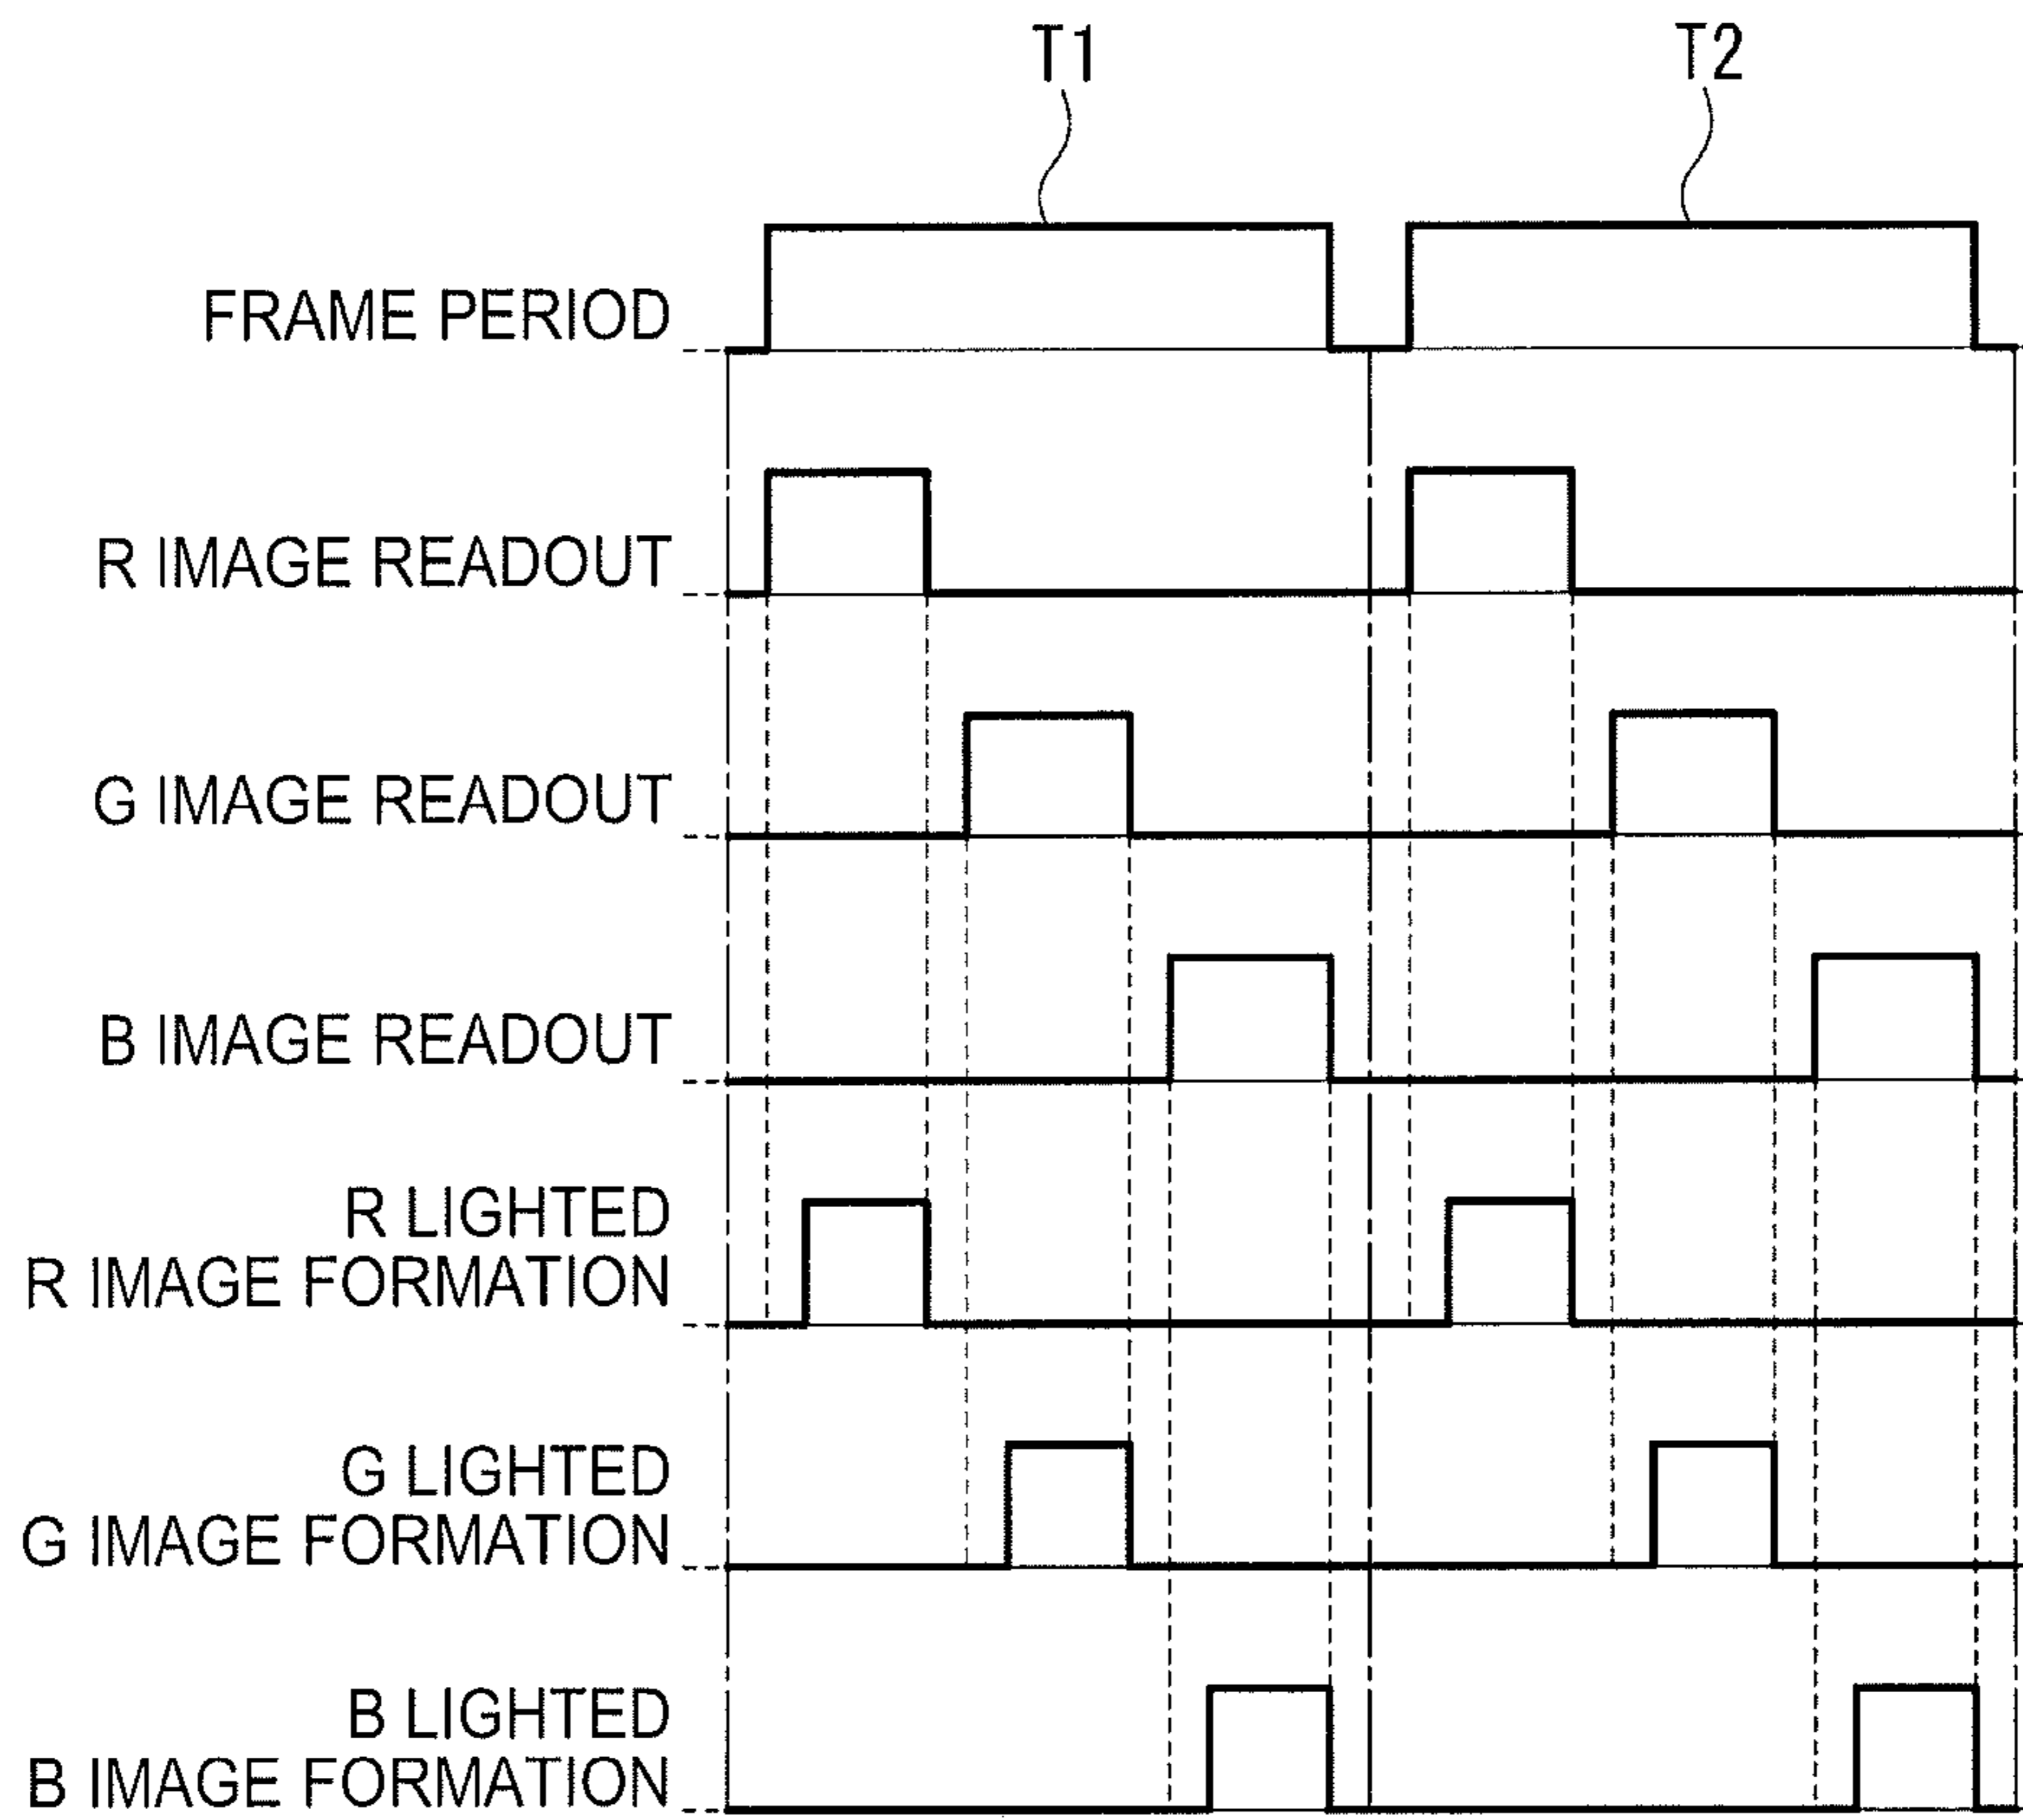 T1
T2
FRAME PERIOD
R IMAGE READOUT
G IMAGE READOUT
B IMAGE READOUT
R LIGHTED
R IMAGE FORMATION
G LIGHTED
G IMAGE FORMATION
B LIGHTED
B IMAGE FORMATION